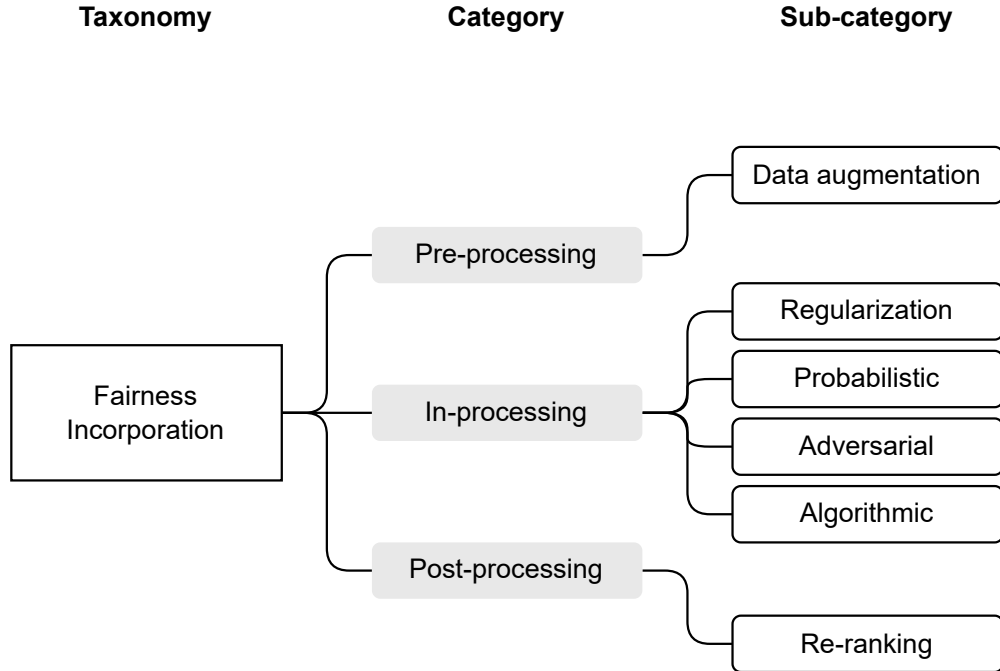 Taxonomy
Category
Sub-category
Data augmentation
Pre-processing
Regularization
Probabilistic
Fairness
Incorporation
In-processing
Adversarial
Algorithmic
Post-processing
Re-ranking